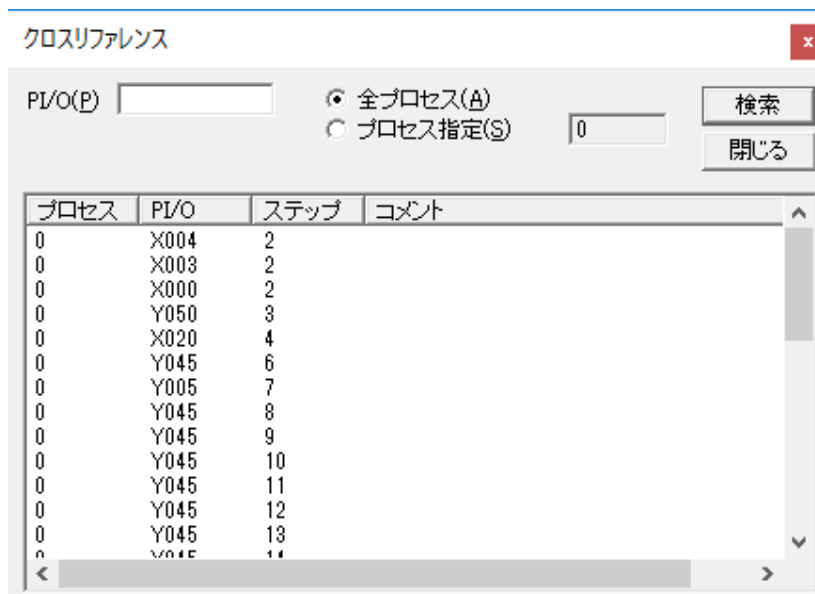 クロスリファレンス x
PI/O(P) 全プロセス(A) 検索
プロセス指定(S) 0 閉じる
プロセス PI/O ステップ コメント
0 X004 2
0 X003 2
0 X000 2
0 Y050 3
0 X020 4
0 Y045 6
0 Y005 7
0 Y045 8
0 Y045 9
0 Y045 10
0 Y045 11
0 Y045 12
0 Y045 13
0 Y045 14